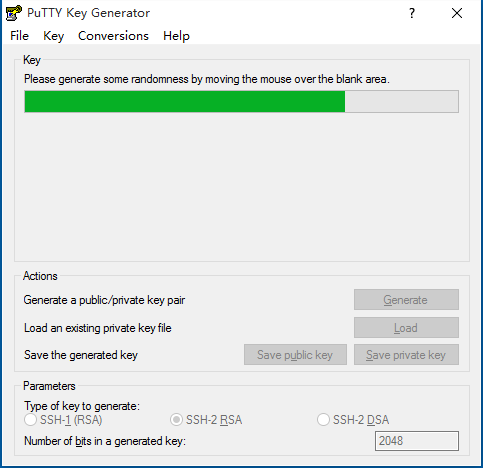 PuTTY Key Generator ? ×
File Key Conversions Help
Key
Please generate some randomness by moving the mouse over the blank area.
Actions
Generate a public/private key pair Generate
Load an existing private key file Load
Save the generated key Save public key Save private key
Parameters
Type of key to generate:
SSH-1 (RSA) SSH-2 RSA SSH-2 DSA
Number of bits in a generated key: 2048